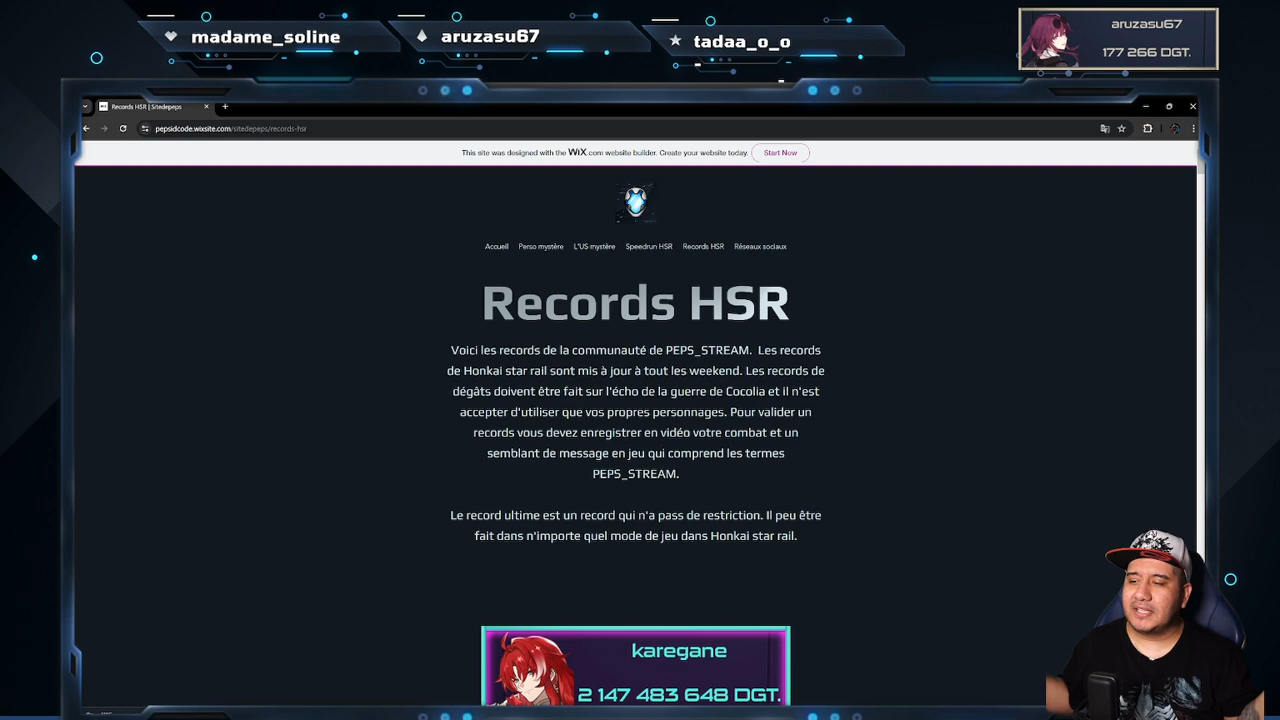 madame_soline
aruzasu67
tadaa_o_o
aruzasu67
177 266 DGT.
Records HSR | Sitedepeps
pepsidcode.wixsite.com/sitedepeps/records-hsr
This site was designed with the WiX.com website builder. Create your website today.
Start Now
Accueil
Perso mystère
L'US mystère
Speedrun HSR
Records HSR
Réseaux sociaux
Records HSR
Voici les records de la communauté de PEPS_STREAM. Les records
de Honkai star rail sont mis à jour à tout les weekend. Les records de
dégâts doivent être fait sur l'écho de la guerre de Cocolia et il n'est
accepter d'utiliser que vos propres personnages. Pour valider un
records vous devez enregistrer en vidéo votre combat et un
semblant de message en jeu qui comprend les termes
PEPS_STREAM.
Le record ultime est un record qui n'a pass de restriction. Il peu être
fait dans n'importe quel mode de jeu dans Honkai star rail.
karegane
2 147 483 648 DGT.